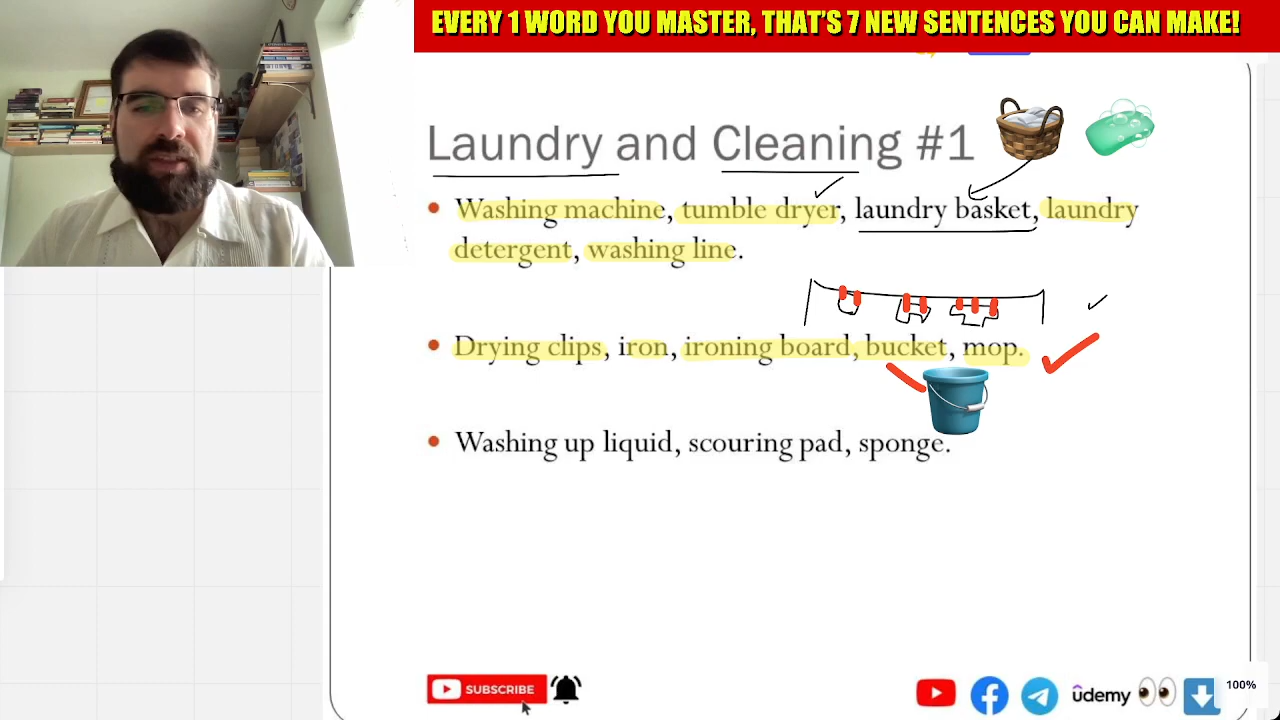 EVERY 1 WORD YOU MASTER, THAT'S 7 NEW SENTENCES YOU CAN MAKE!
Laundry and Cleaning #1
• Washing machine, tumble dryer, laundry basket, laundry
detergent, washing line.
• Drying clips, iron, ironing board, bucket, mop.
• Washing up liquid, scouring pad, sponge.
SUBSCRIBE
ûdemy
100%